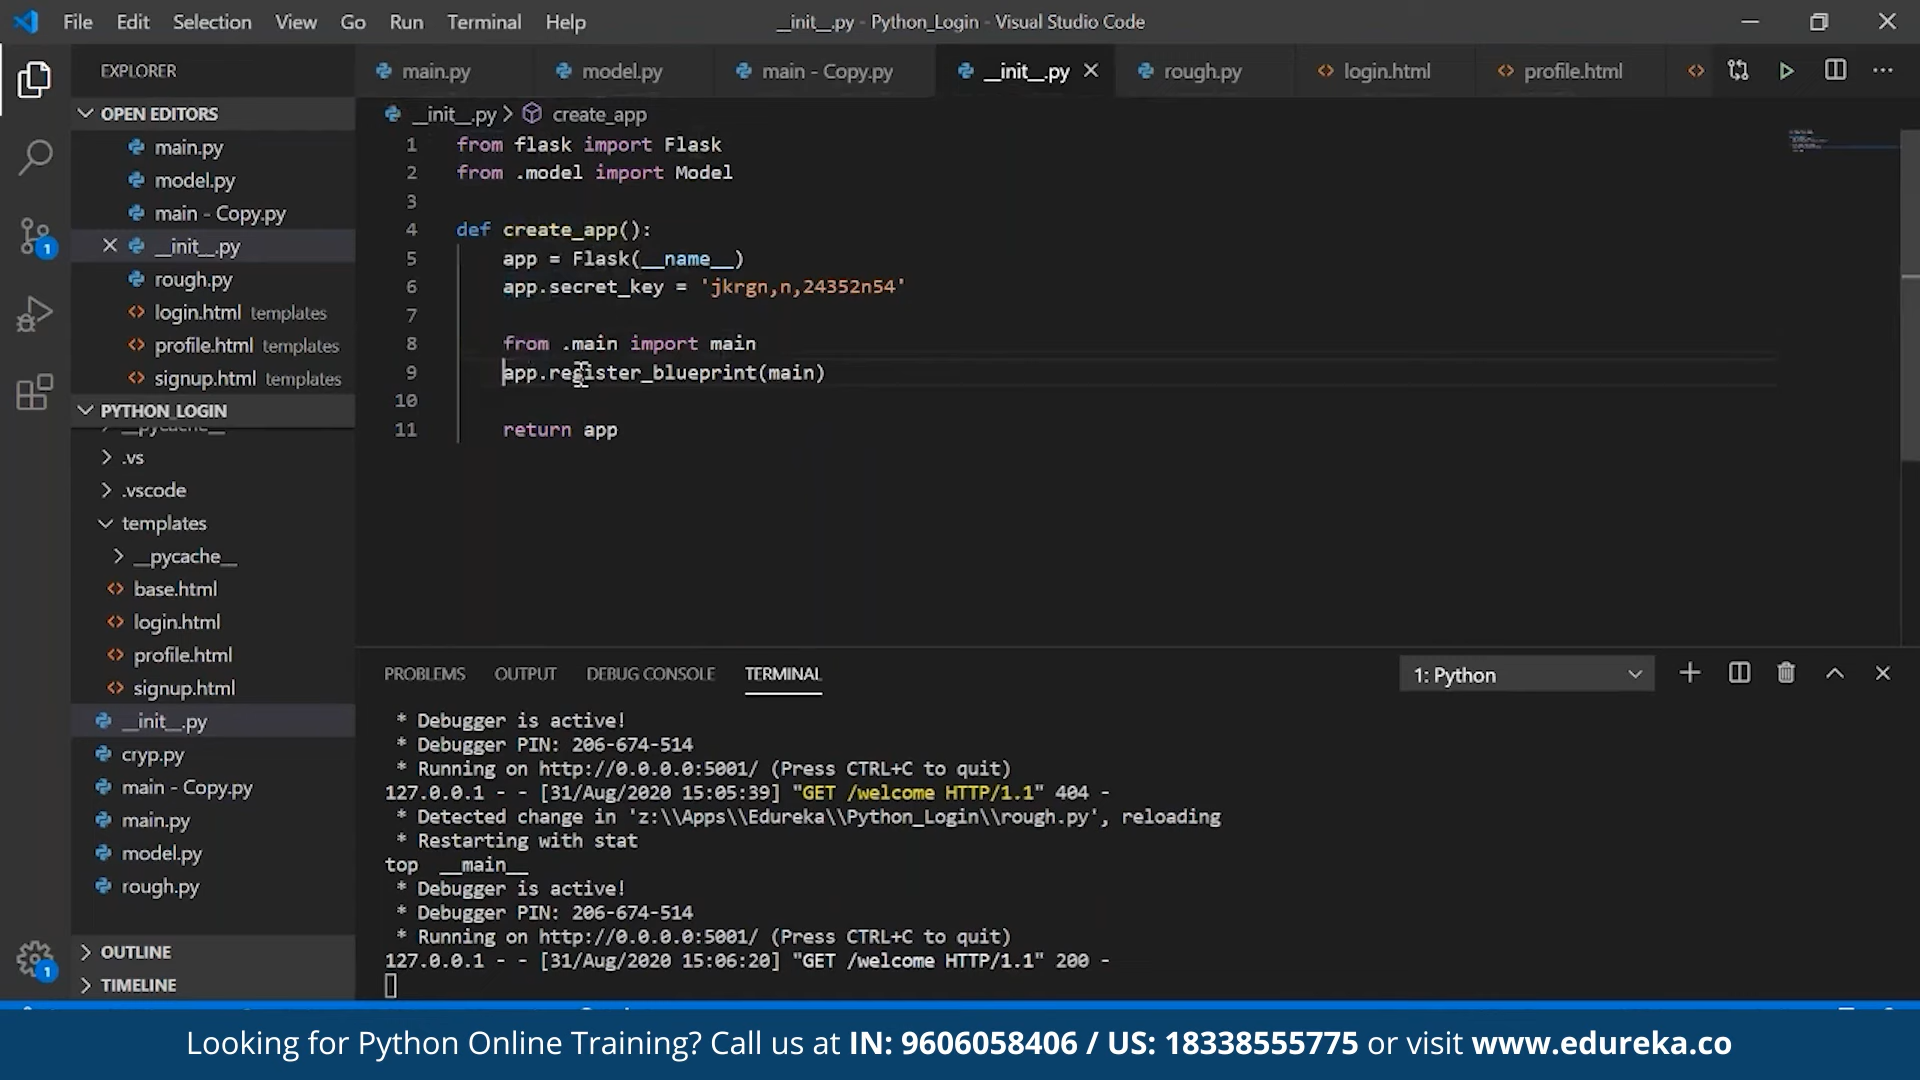 File Edit Selection View Go Run Terminal Help
__init__.py - Python_Login - Visual Studio Code
EXPLORER
OPEN EDITORS
main.py
model.py
main - Copy.py
__init__.py
rough.py
login.html templates
profile.html templates
signup.html templates
PYTHON_LOGIN
__pycache__
.vs
.vscode
templates
__pycache__
base.html
login.html
profile.html
signup.html
__init__.py
cryp.py
main - Copy.py
main.py
model.py
rough.py
OUTLINE
TIMELINE
1
1
main.py model.py main - Copy.py __init__.py rough.py login.html profile.html
__init__.py > create_app
1 from flask import Flask
2 from .model import Model
3
4 def create_app():
5 app = Flask(__name__)
6 app.secret_key = 'jkrgn,n,24352n54'
7
8 from .main import main
9 app.register_blueprint(main)
10
11 return app
PROBLEMS OUTPUT DEBUG CONSOLE TERMINAL
1: Python
* Debugger is active!
* Debugger PIN: 206-674-514
* Running on http://0.0.0.0:5001/ (Press CTRL+C to quit)
127.0.0.1 - - [31/Aug/2020 15:05:39] "GET /welcome HTTP/1.1" 404 -
* Detected change in 'z:\\Apps\\Edureka\\Python_Login\\rough.py', reloading
* Restarting with stat
top __main__
* Debugger is active!
* Debugger PIN: 206-674-514
* Running on http://0.0.0.0:5001/ (Press CTRL+C to quit)
127.0.0.1 - - [31/Aug/2020 15:06:20] "GET /welcome HTTP/1.1" 200 -
Looking for Python Online Training? Call us at IN: 9606058406 / US: 18338555775 or visit www.edureka.co